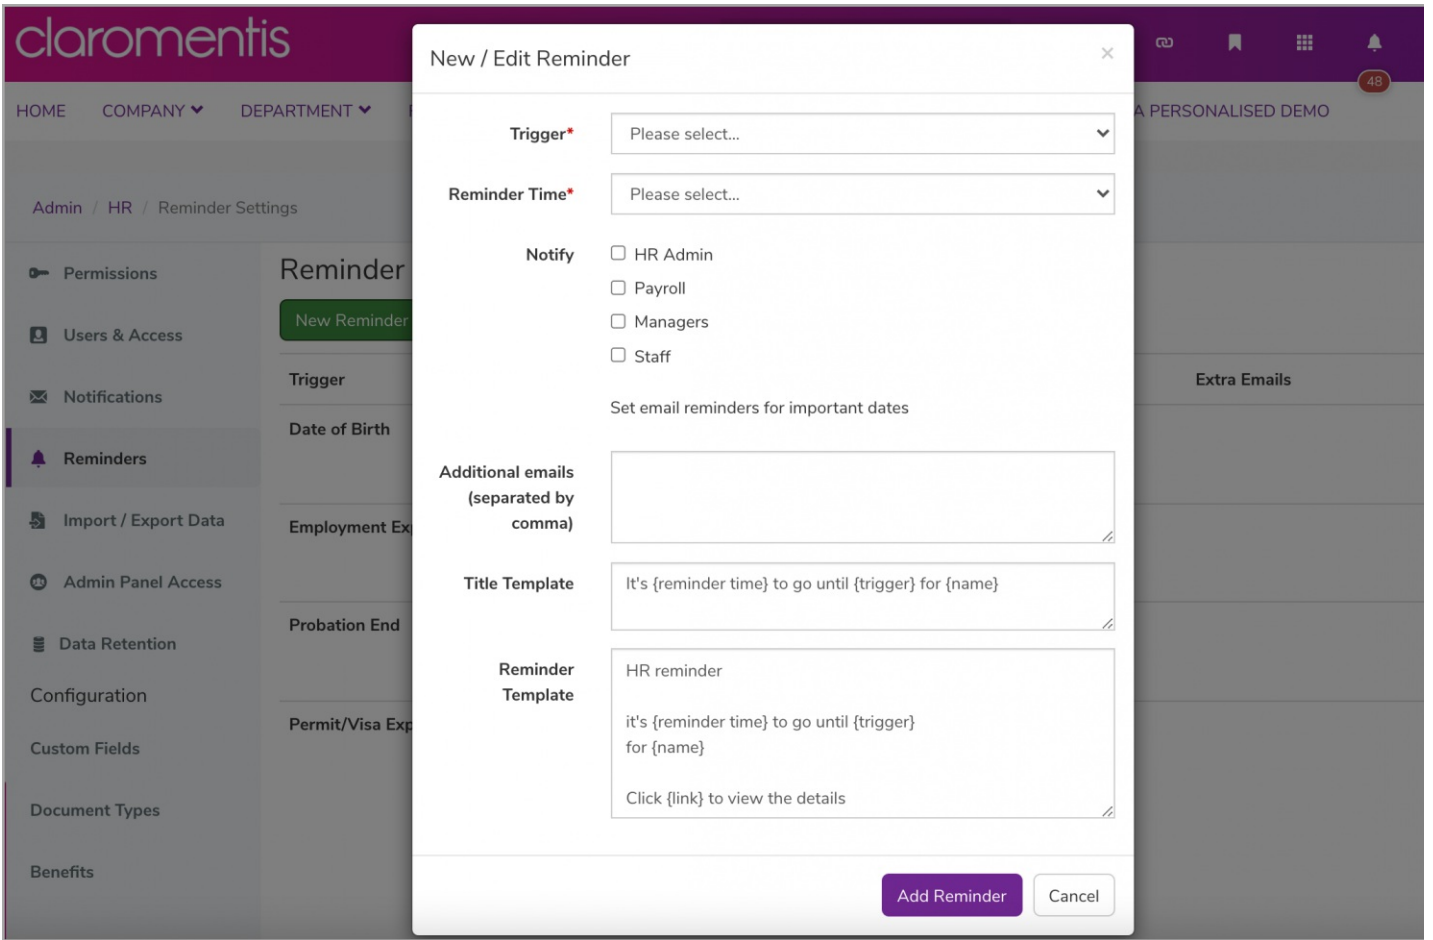 claromentis
48
HOME COMPANY DEPARTMENT A PERSONALISED DEMO
Admin / HR / Reminder Settings
Permissions
Users & Access
Notifications
Reminders
Import / Export Data
Admin Panel Access
Data Retention
Configuration
Custom Fields
Document Types
Benefits
Reminder
New Reminder
Trigger Extra Emails
Date of Birth
Employment Exp
Probation End
Permit/Visa Exp
New / Edit Reminder ×
Trigger* Please select...
Reminder Time* Please select...
Notify HR Admin
Payroll
Managers
Staff
Set email reminders for important dates
Additional emails
(separated by
comma)
Title Template It's {reminder time} to go until {trigger} for {name}
Reminder
Template
HR reminder
it's {reminder time} to go until {trigger}
for {name}
Click {link} to view the details
Add Reminder Cancel